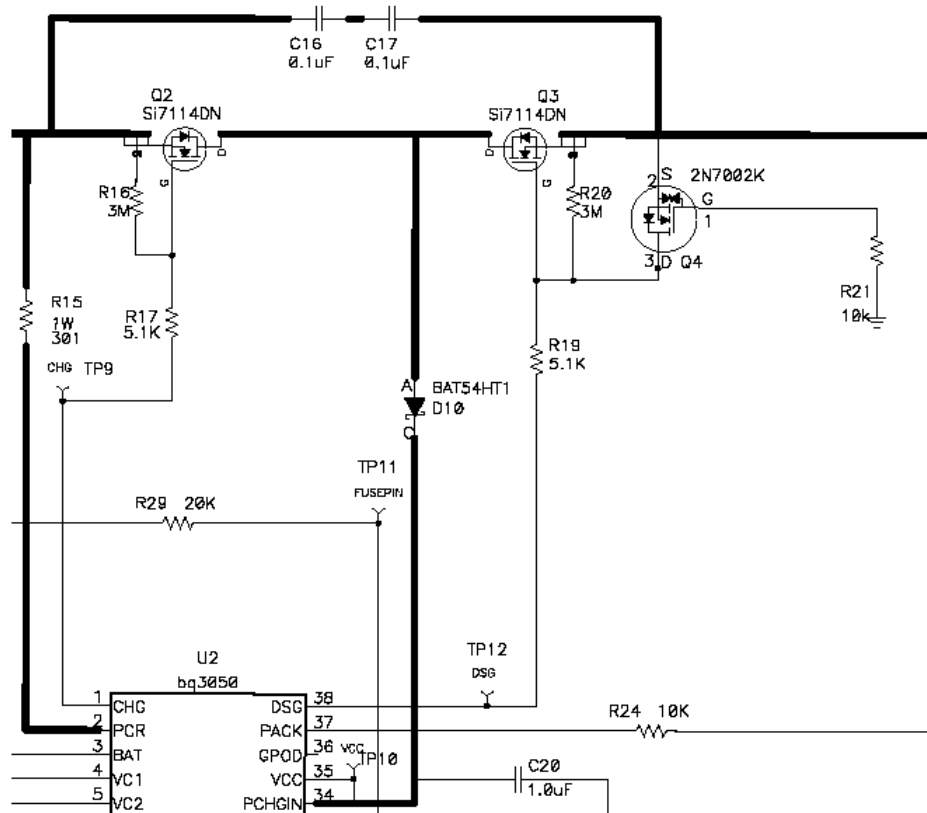 C16
0.1uF
C17
0.1uF
Q2
Si7114DN
Q3
Si7114DN
S
D
D
S
G
G
R16
3M
R20
3M
2
S
2N7002K
G
1
3
D
Q4
R15
1W
301
R17
5.1K
R21
10k
R19
5.1K
CHG
TP9
A
BAT54HT1
D10
C
TP11
FUSEPIN
R29
20K
TP12
DSG
U2
bq3050
1
CHG
DSG
38
2
PCR
PACK
37
R24
10K
3
BAT
GPOD
36
VCC
TP10
4
VC1
VCC
35
C20
1.0uF
5
VC2
PCHGIN
34